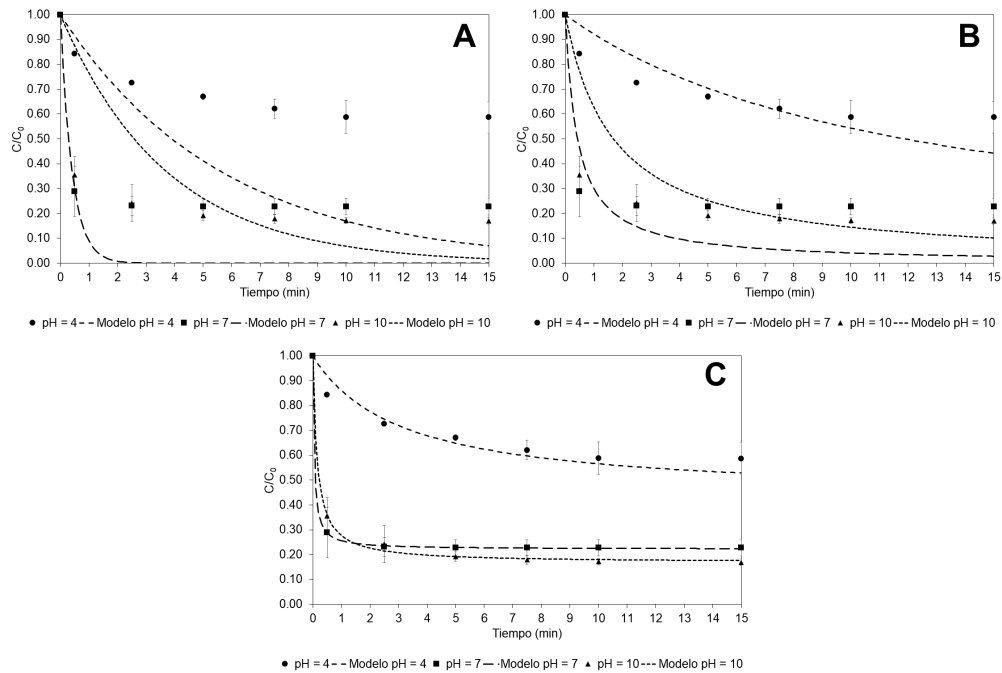 A
1.00
0.90
0.80
0.70
0.60
0.50
0.40
0.30
0.20
0.10
0.00
C/C0
0 1 2 3 4 5 6 7 8 9 10 11 12 13 14 15
Tiempo (min)
pH = 4 Modelo pH = 4 pH = 7 Modelo pH = 7 pH = 10 Modelo pH = 10
B
1.00
0.90
0.80
0.70
0.60
0.50
0.40
0.30
0.20
0.10
0.00
C/C0
0 1 2 3 4 5 6 7 8 9 10 11 12 13 14 15
Tiempo (min)
pH = 4 Modelo pH = 4 pH = 7 Modelo pH = 7 pH = 10 Modelo pH = 10
C
1.00
0.90
0.80
0.70
0.60
0.50
0.40
0.30
0.20
0.10
0.00
C/C0
0 1 2 3 4 5 6 7 8 9 10 11 12 13 14 15
Tiempo (min)
pH = 4 Modelo pH = 4 pH = 7 Modelo pH = 7 pH = 10 Modelo pH = 10